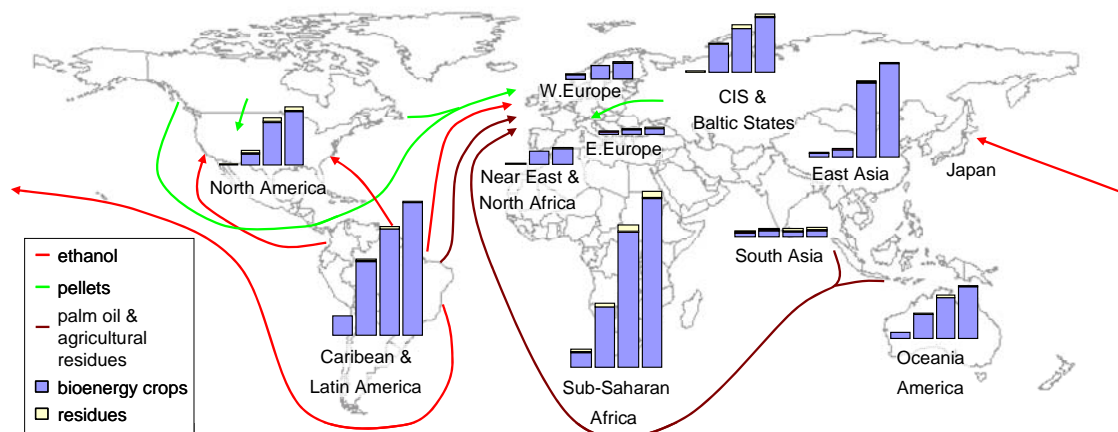 W.Europe
CIS &
Baltic States
E.Europe
North America
Near East &
North Africa
East Asia
Japan
South Asia
ethanol
pellets
palm oil &
agricultural
residues
bioenergy crops
residues
Caribean &
Latin America
Sub-Saharan
Africa
Oceania
America